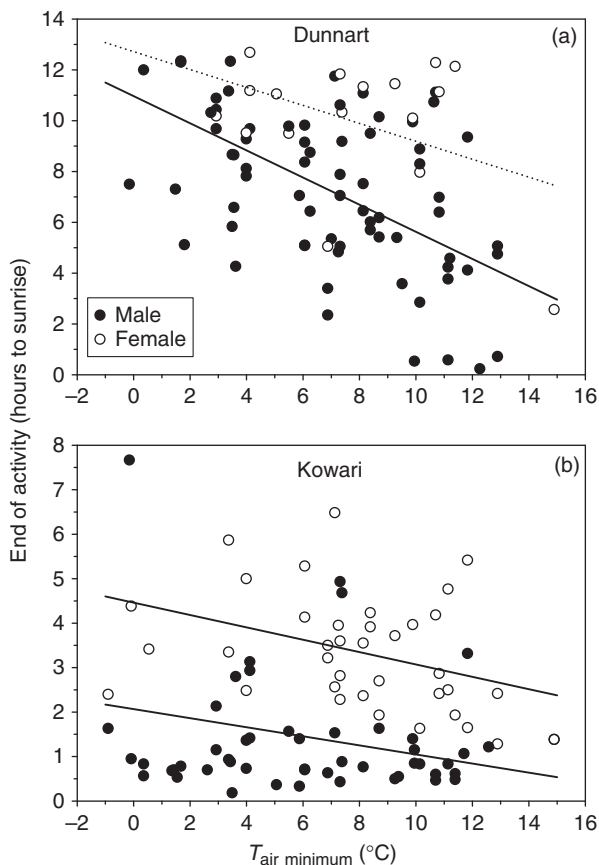 Dunnart
(a)
14
12
10
8
6
4
2
0
Male
Female
−2 0 2 4 6 8 10 12 14 16
End of activity (hours to sunrise)
Kowari
(b)
8
7
6
5
4
3
2
1
0
−2 0 2 4 6 8 10 12 14 16
T air minimum (°C)